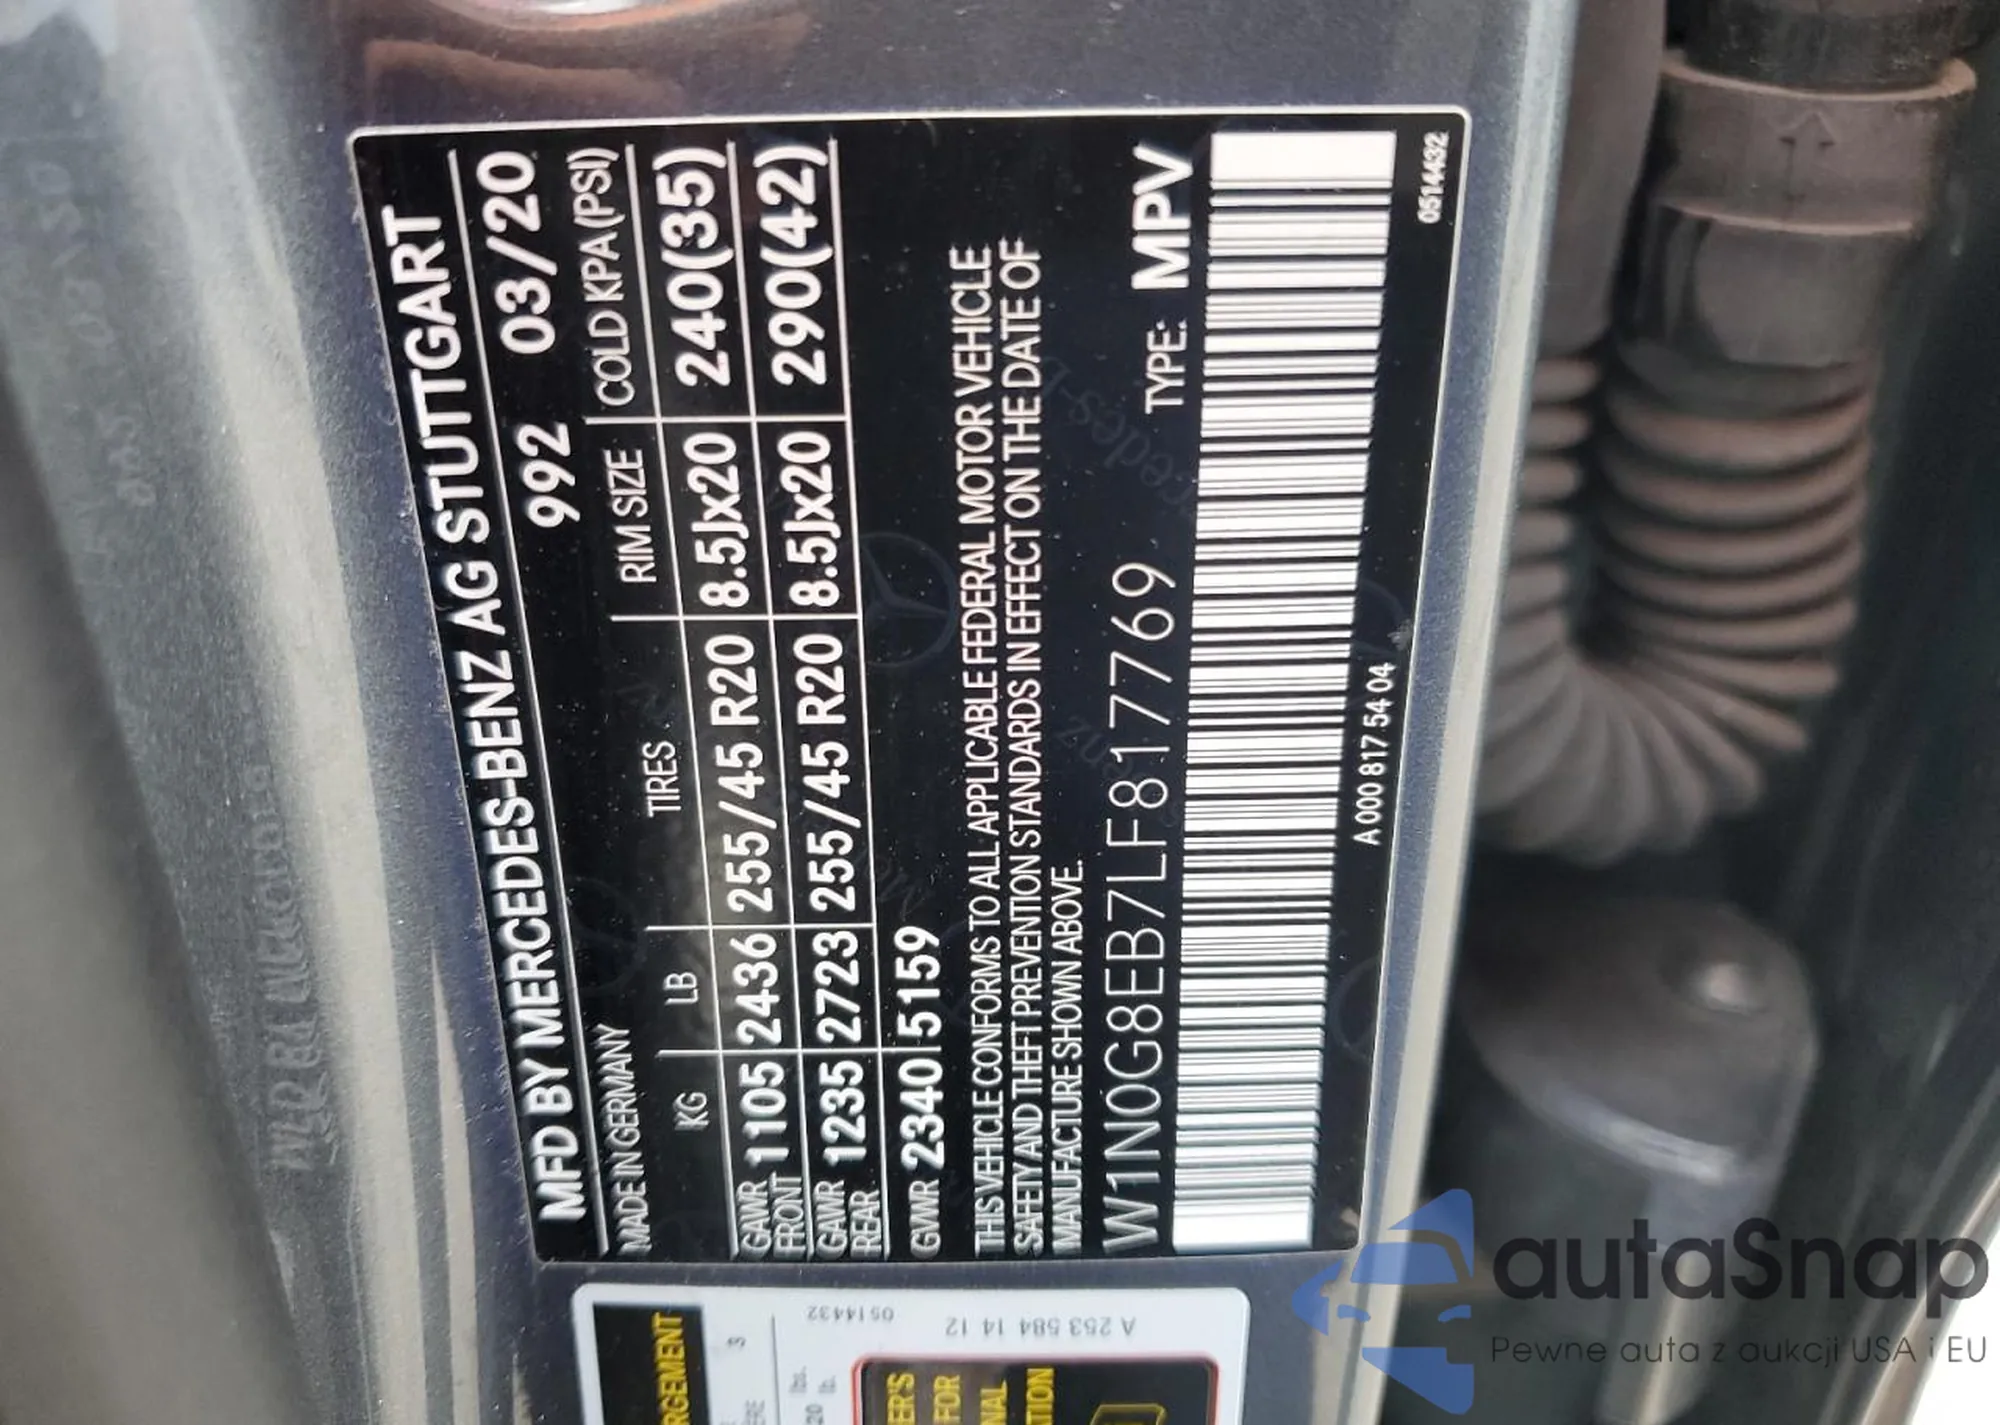 MFD BY MERCEDES-BENZ AG STUTTGART
MADE IN GERMANY 992 03/20
KG LB TIRES RIM SIZE COLD KPA(PSI)
GAWR FRONT 1105 2436 255/45 R20 8.5Jx20 240(35)
GAWR REAR 1235 2723 255/45 R20 8.5Jx20 290(42)
GVWR 2340 5159
THIS VEHICLE CONFORMS TO ALL APPLICABLE FEDERAL MOTOR VEHICLE
SAFETY AND THEFT PREVENTION STANDARDS IN EFFECT ON THE DATE OF
MANUFACTURE SHOWN ABOVE.
W1N0G8EB7LF817769 TYPE: MPV
A 000 817 54 04
0514432
A 253 584 14 12
0514432
3
lbs.
lb.
FOR
autaSnap
Pewne auta z aukcji USA i EU